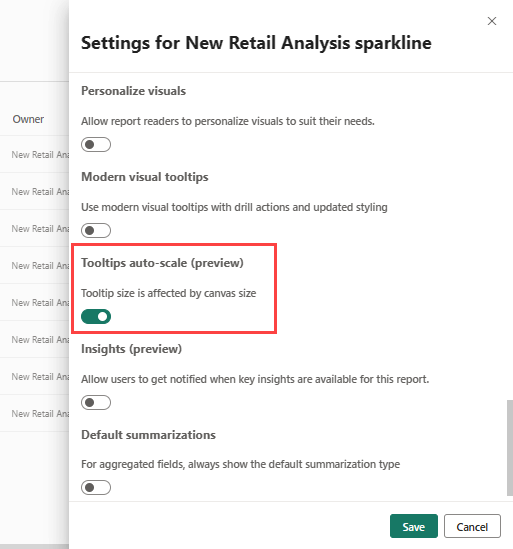 Settings for New Retail Analysis sparkline
Personalize visuals
Allow report readers to personalize visuals to suit their needs.
Owner
Modern visual tooltips
New Retail Ana
Use modern visual tooltips with drill actions and updated styling
New Retail Ana
New Retail Ana
Tooltips auto-scale (preview)
New Retail Ana
Tooltip size is affected by canvas size
New Retail Ana
Insights (preview)
New Retail Ana
Allow users to get notified when key insights are available for this report.
New Retail Ana
New Retail Ana
Default summarizations
For aggregated fields, always show the default summarization type
Save
Cancel